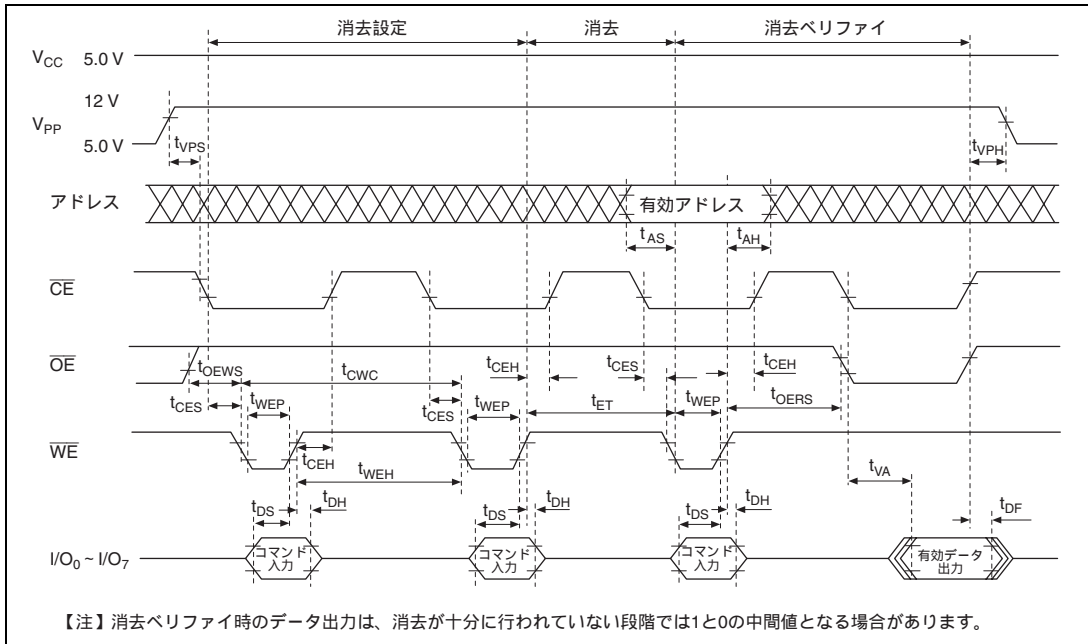 消去設定 消去 消去ベリファイ
VCC 5.0 V
12 V
VPP
5.0 V
tVPS tVPH
アドレス 有効アドレス
tAS tAH
CE
OE
tOEWS tCWC tCEH tCES tCEH
tCES tWEP tCES tWEP tET tWEP tOERS
WE
tCEH tWEH tVA
tDS tDH tDS tDH tDS tDH tDF
I/O0 ~ I/O7 コマンド入力 コマンド入力 コマンド入力 有効データ出力
【注】消去ベリファイ時のデータ出力は、消去が十分に行われていない段階では1と0の中間値となる場合があります。